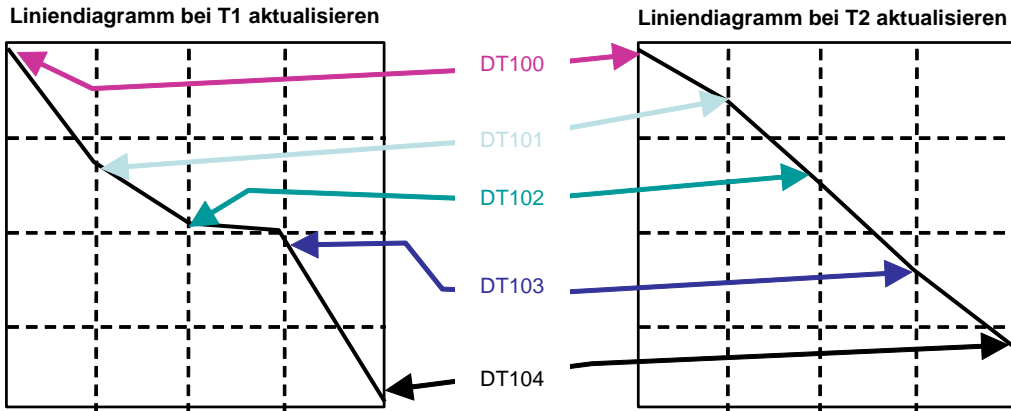 Liniendiagramm bei T1 aktualisieren
Liniendiagramm bei T2 aktualisieren
DT100
DT101
DT102
DT103
DT104